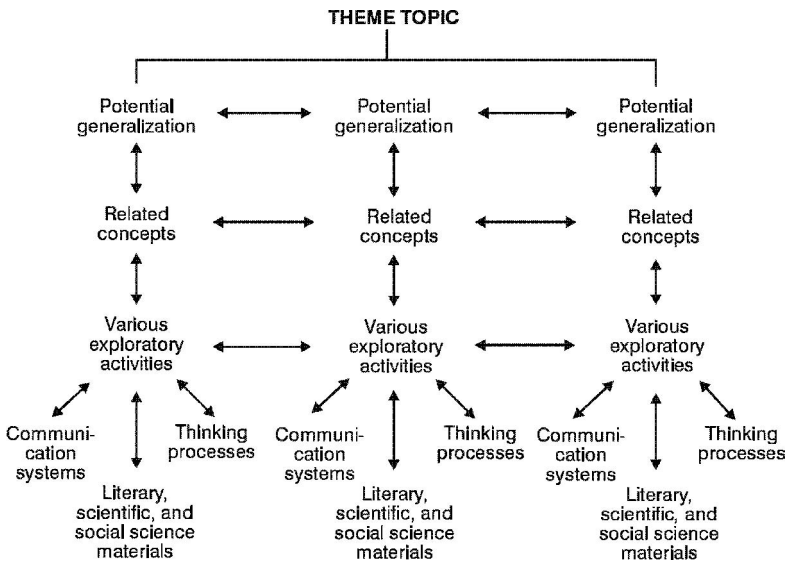 THEME TOPIC
Potential
generalization
Potential
generalization
Potential
generalization
Related
concepts
Related
concepts
Related
concepts
Various
exploratory
activities
Various
exploratory
activities
Various
exploratory
activities
Communi-
cation
systems
Thinking
processes
Communi-
cation
systems
Thinking
processes
Communi-
cation
systems
Thinking
processes
Literary,
scientific, and
social science
materials
Literary,
scientific, and
social science
materials
Literary,
scientific, and
social science
materials